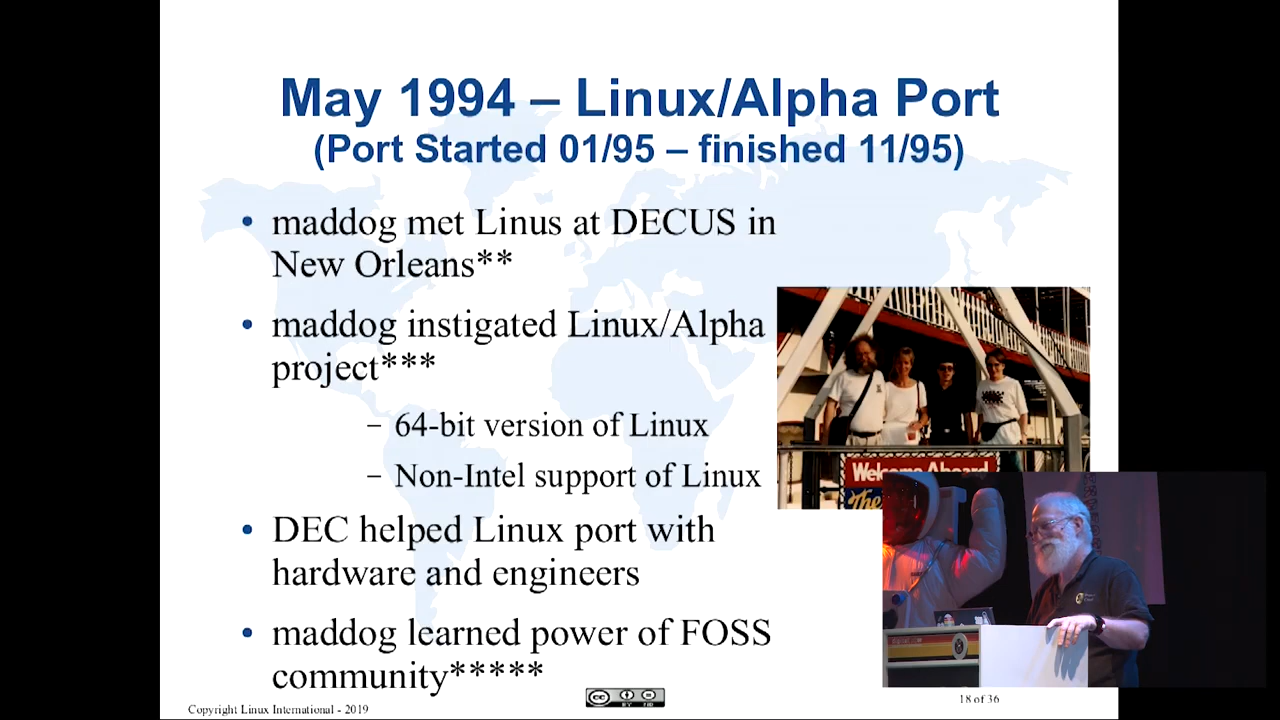 May 1994 – Linux/Alpha Port
(Port Started 01/95 – finished 11/95)
• maddog met Linus at DECUS in
New Orleans**
• maddog instigated Linux/Alpha
project***
– 64-bit version of Linux
– Non-Intel support of Linux
• DEC helped Linux port with
hardware and engineers
• maddog learned power of FOSS
community*****
Welcome Aboard
The
Copyright Linux International - 2019
CC
BY
18 of 36